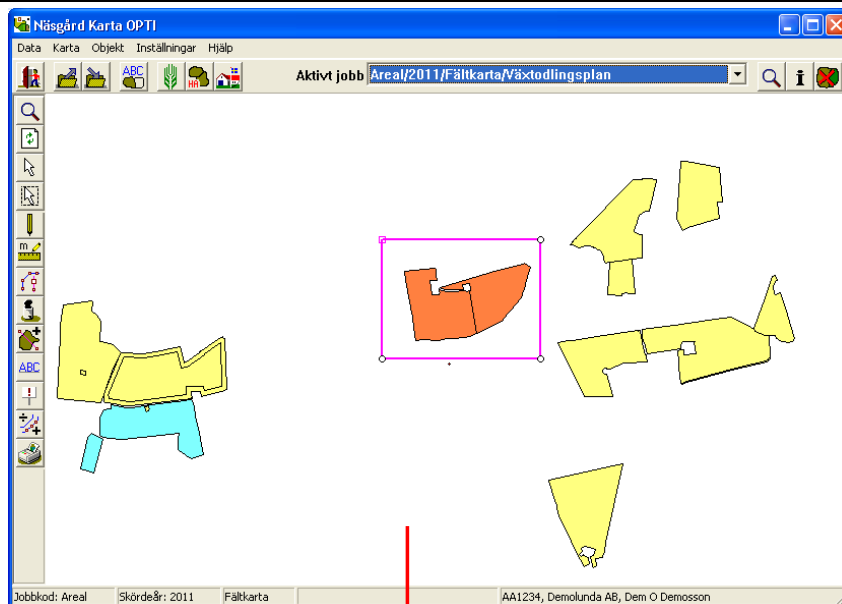 Näsgård Karta OPTI
Data Karta Objekt Inställningar Hjälp
ABC HA Aktivt jobb Areal/2011/Fältkarta/Växtodlingsplan i
m
ABC
Jobbkod: Areal Skördeår: 2011 Fältkarta AA1234, Demolunda AB, Dem O Demosson